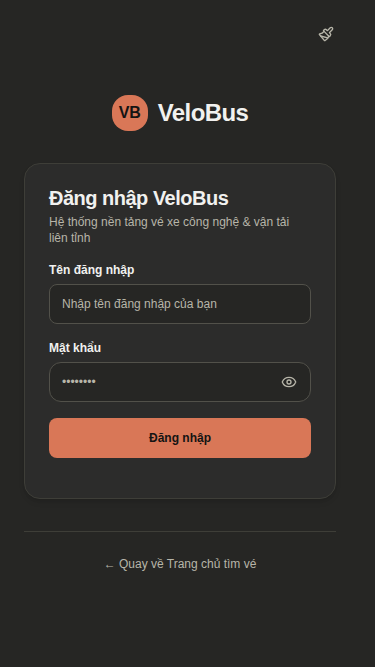 VB VeloBus
Đăng nhập VeloBus
Hệ thống nền tảng vé xe công nghệ & vận tải
liên tỉnh
Tên đăng nhập
Nhập tên đăng nhập của bạn
Mật khẩu
••••••••
Đăng nhập
← Quay về Trang chủ tìm vé